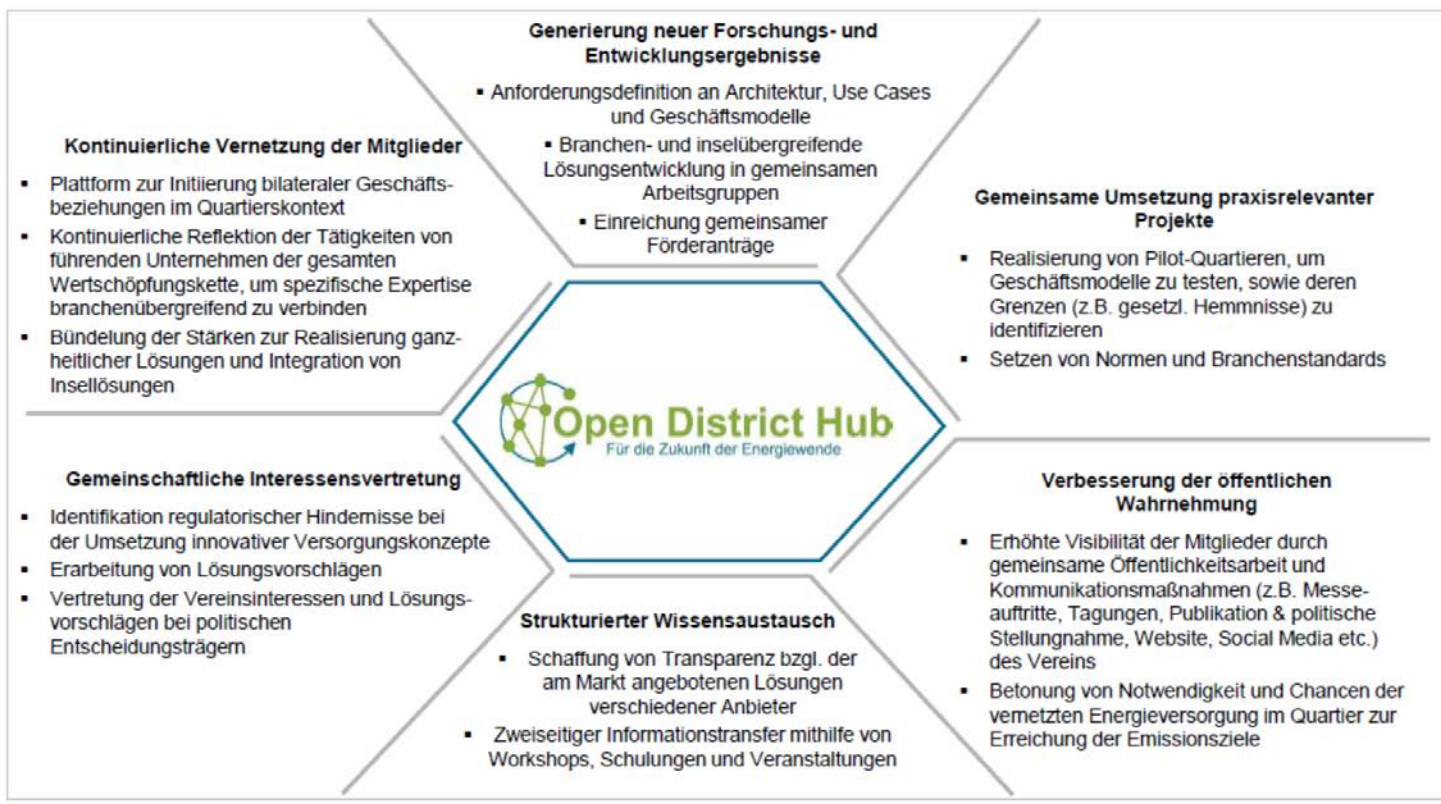 Generierung neuer Forschungs- und
Entwicklungsergebnisse
▪ Anforderungsdefinition an Architektur, Use Cases
und Geschäftsmodelle
▪ Branchen- und inselübergreifende
Lösungsentwicklung in gemeinsamen
Arbeitsgruppen
▪ Einreichung gemeinsamer
Förderanträge
Kontinuierliche Vernetzung der Mitglieder
▪ Plattform zur Initiierung bilateraler Geschäfts-
beziehungen im Quartierskontext
▪ Kontinuierliche Reflektion der Tätigkeiten von
führenden Unternehmen der gesamten
Wertschöpfungskette, um spezifische Expertise
branchenübergreifend zu verbinden
▪ Bündelung der Stärken zur Realisierung ganz-
heitlicher Lösungen und Integration von
Insellösungen
Gemeinsame Umsetzung praxisrelevanter
Projekte
▪ Realisierung von Pilot-Quartieren, um
Geschäftsmodelle zu testen, sowie deren
Grenzen (z.B. gesetzl. Hemmnisse) zu
identifizieren
▪ Setzen von Normen und Branchenstandards
Open District Hub
Für die Zukunft der Energiewende
Gemeinschaftliche Interessensvertretung
▪ Identifikation regulatorischer Hindernisse bei
der Umsetzung innovativer Versorgungskonzepte
▪ Erarbeitung von Lösungsvorschlägen
▪ Vertretung der Vereinsinteressen und Lösungs-
vorschlägen bei politischen
Entscheidungsträgern
Strukturierter Wissensaustausch
▪ Schaffung von Transparenz bzgl. der
am Markt angebotenen Lösungen
verschiedener Anbieter
▪ Zweiseitiger Informationstransfer mithilfe von
Workshops, Schulungen und Veranstaltungen
Verbesserung der öffentlichen
Wahrnehmung
▪ Erhöhte Visibilität der Mitglieder durch
gemeinsame Öffentlichkeitsarbeit und
Kommunikationsmaßnahmen (z.B. Messe-
auftritte, Tagungen, Publikation & politische
Stellungnahme, Website, Social Media etc.)
des Vereins
▪ Betonung von Notwendigkeit und Chancen der
vernetzten Energieversorgung im Quartier zur
Erreichung der Emissionsziele